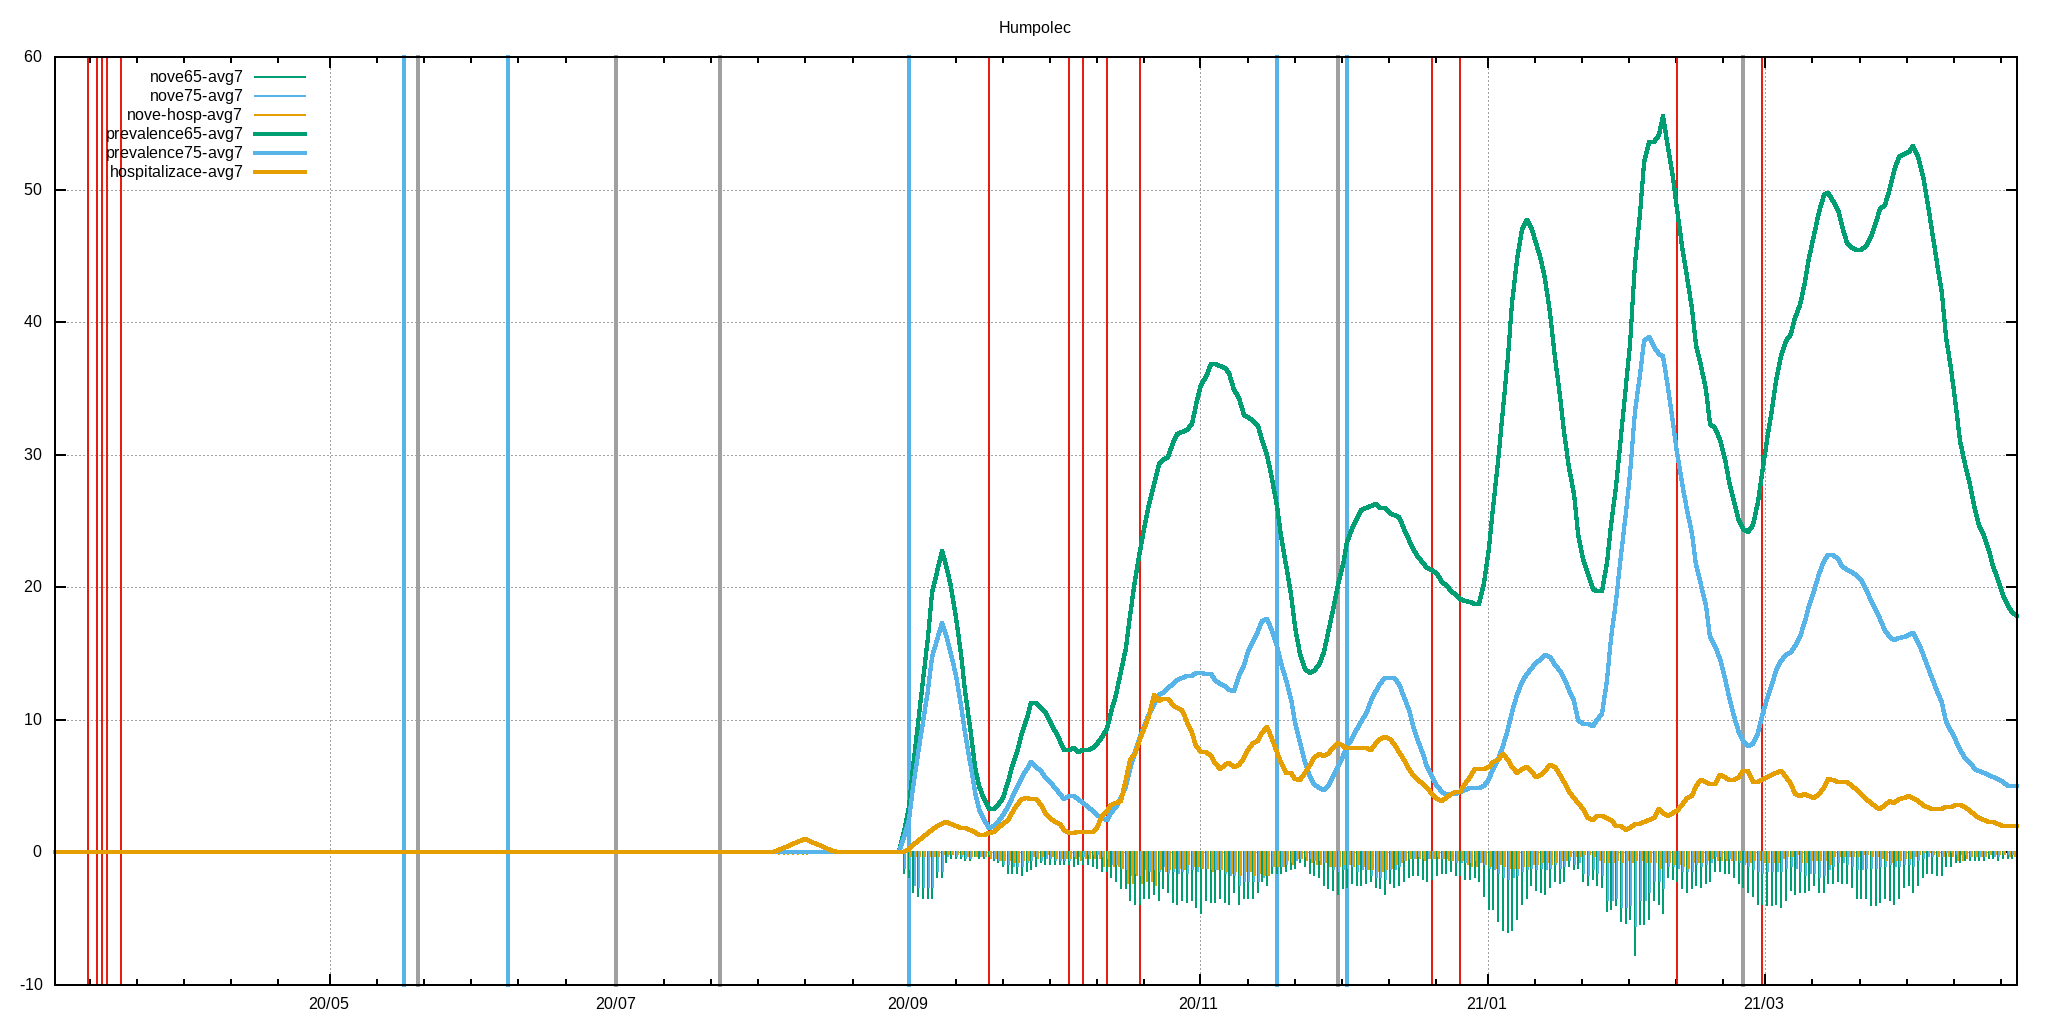 Humpolec
60
50
40
30
20
10
0
-10
nove65-avg7
nove75-avg7
nove-hosp-avg7
prevalence65-avg7
prevalence75-avg7
hospitalizace-avg7
20/05 20/07 20/09 20/11 21/01 21/03